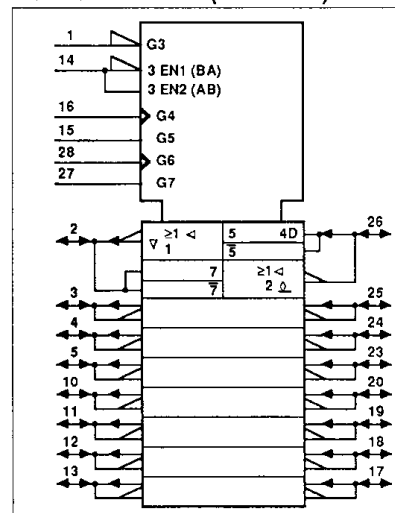 1 G3
14 3 EN1 (BA)
3 EN2 (AB)
16 G4
15 G5
28 G6
27 G7
2 ≥1 ◁ 5 4D 26
▽ 1 5̅
7 ≥1 ◁
7̅ 2 ◊
3 25
4 24
5 23
10 20
11 19
12 18
13 17